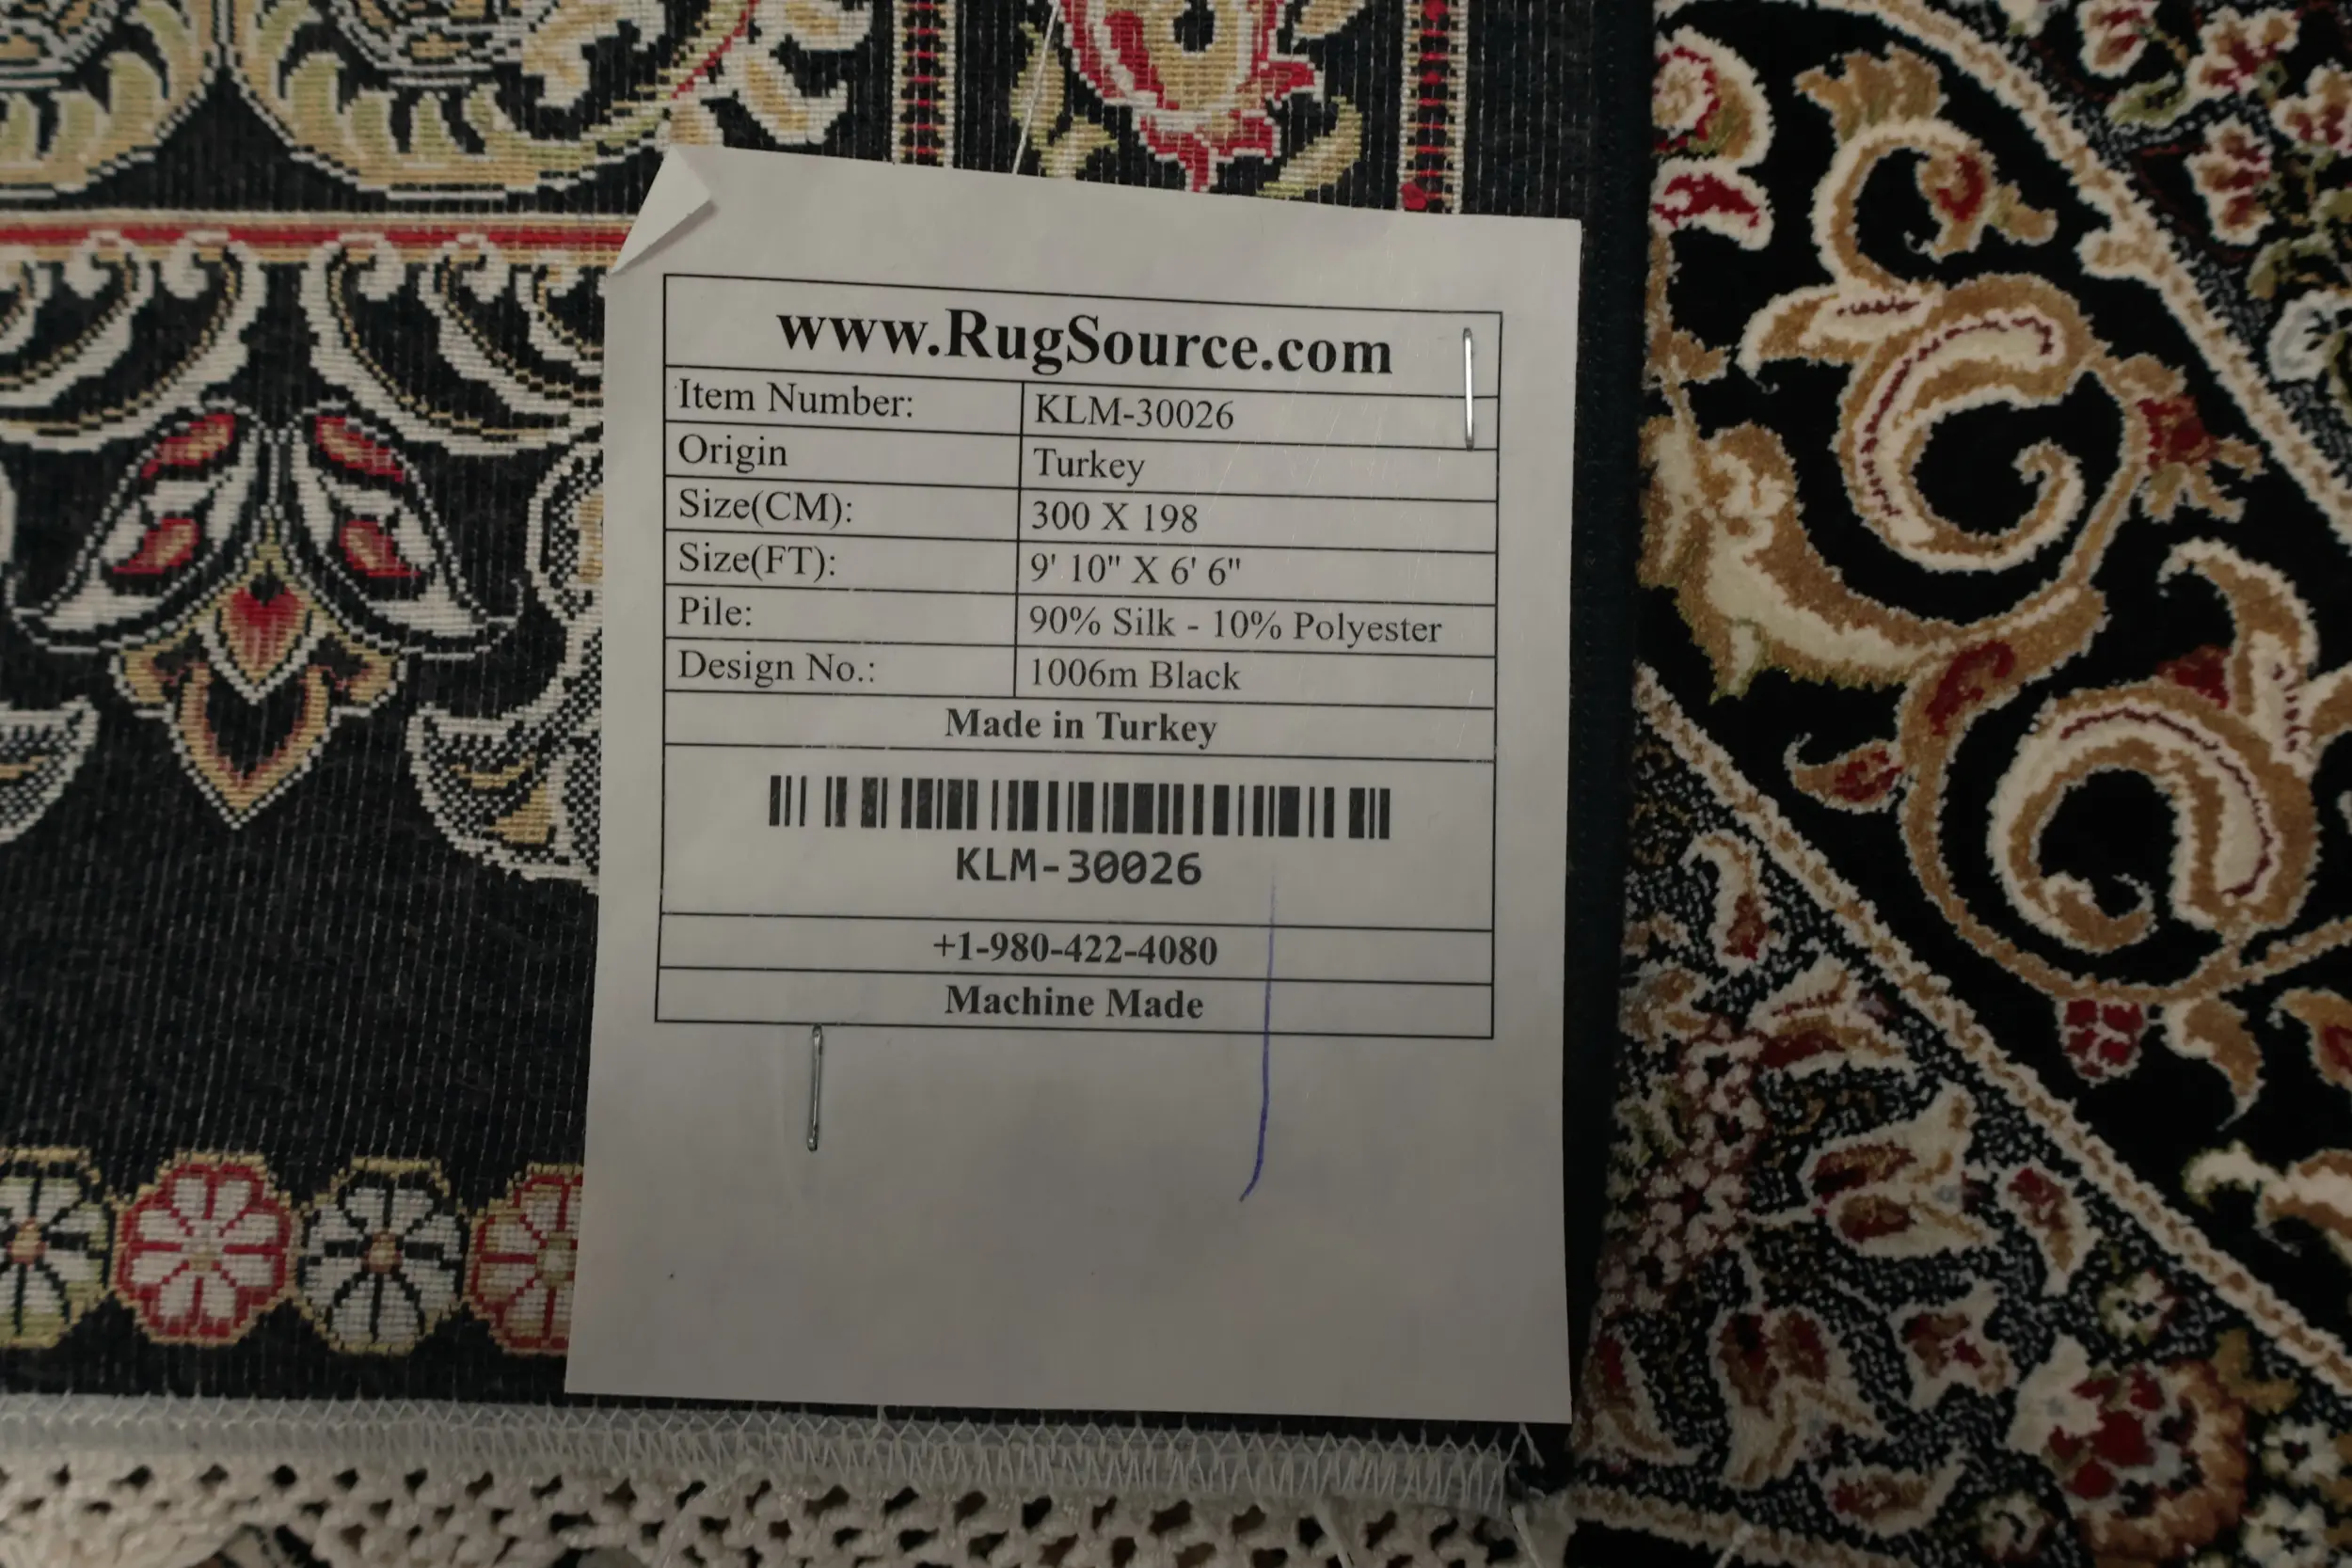 www.RugSource.com
Item Number: KLM-30026
Origin Turkey
Size(CM): 300 X 198
Size(FT): 9' 10" X 6' 6"
Pile: 90% Silk - 10% Polyester
Design No.: 1006m Black
Made in Turkey
KLM-30026
+1-980-422-4080
Machine Made